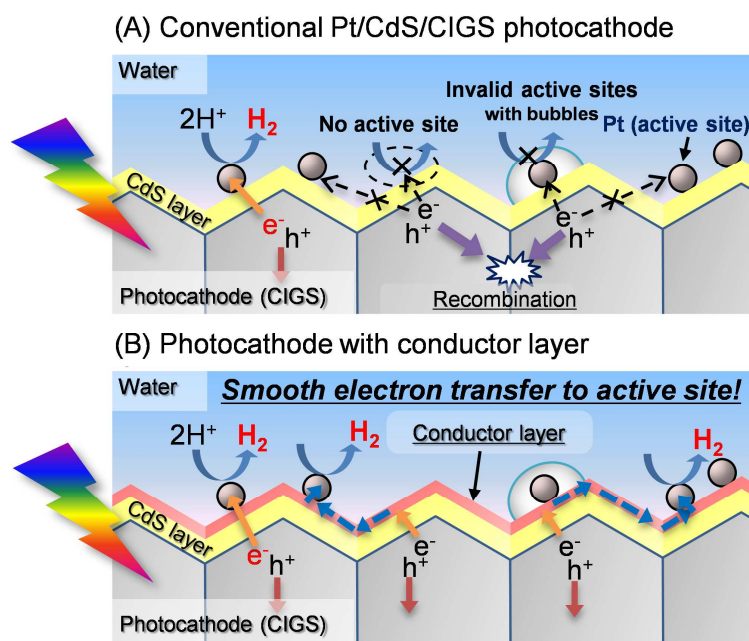 (A) Conventional Pt/CdS/CIGS photocathode
Water
2H⁺
H₂
No active site
Invalid active sites
with bubbles
Pt (active site)
CdS layer
e⁻
h⁺
e⁻
h⁺
e⁻
h⁺
Photocathode (CIGS)
Recombination
(B) Photocathode with conductor layer
Water
Smooth electron transfer to active site!
2H⁺
H₂
H₂
Conductor layer
H₂
CdS layer
e⁻
h⁺
e⁻
h⁺
e⁻
h⁺
Photocathode (CIGS)